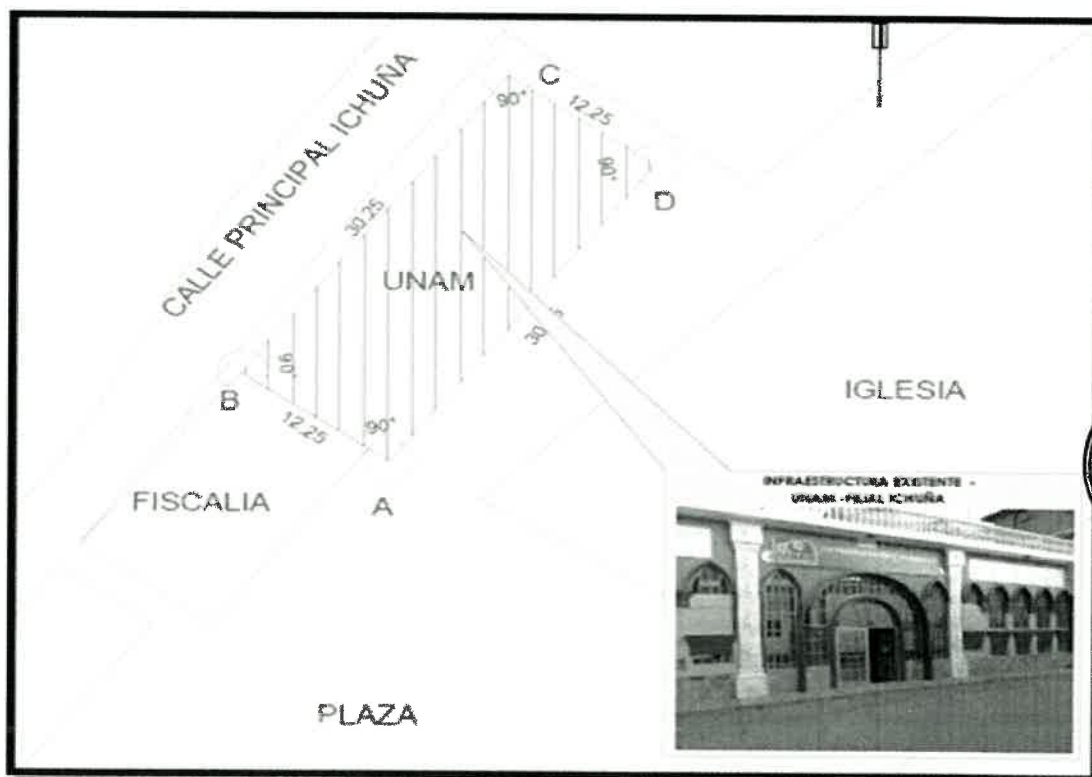 CALLE PRINCIPAL ICHUÑA
C
90°
12.25
90°
D
30.25
UNAM
30
90°
B
12.25
90°
A
FISCALIA
IGLESIA
PLAZA
INFRAESTRUCTURA EXISTENTE -
UNAM - FILIAL ICHUÑA